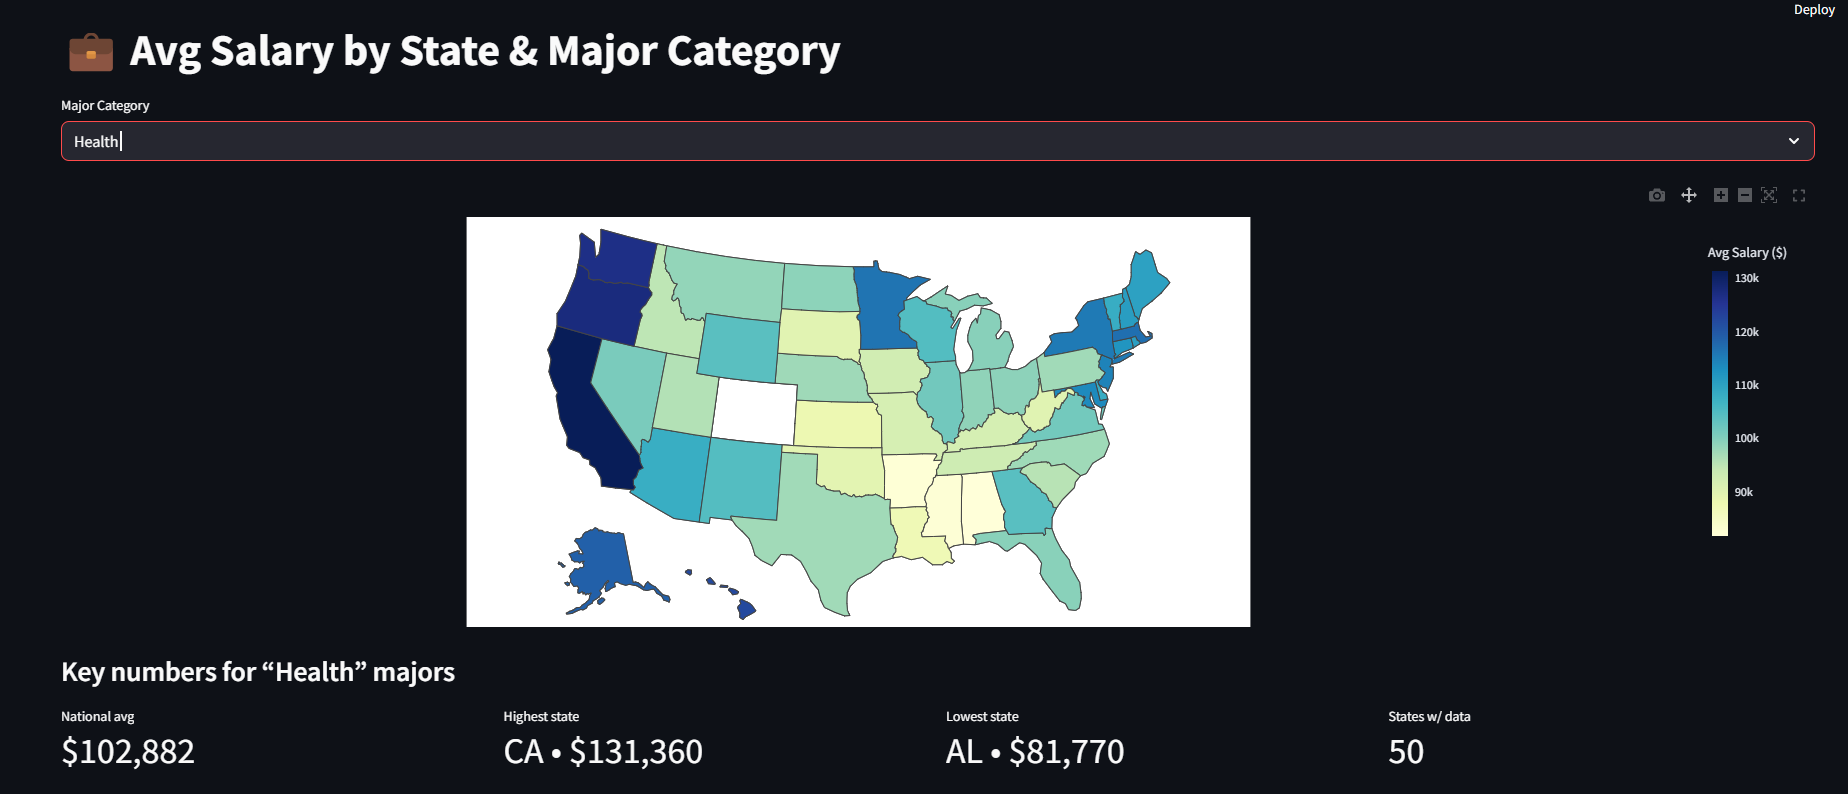 Deploy
Avg Salary by State & Major Category
Major Category
Health
Avg Salary ($)
130k
120k
110k
100k
90k
Key numbers for “Health” majors
National avg
$102,882
Highest state
CA • $131,360
Lowest state
AL • $81,770
States w/ data
50